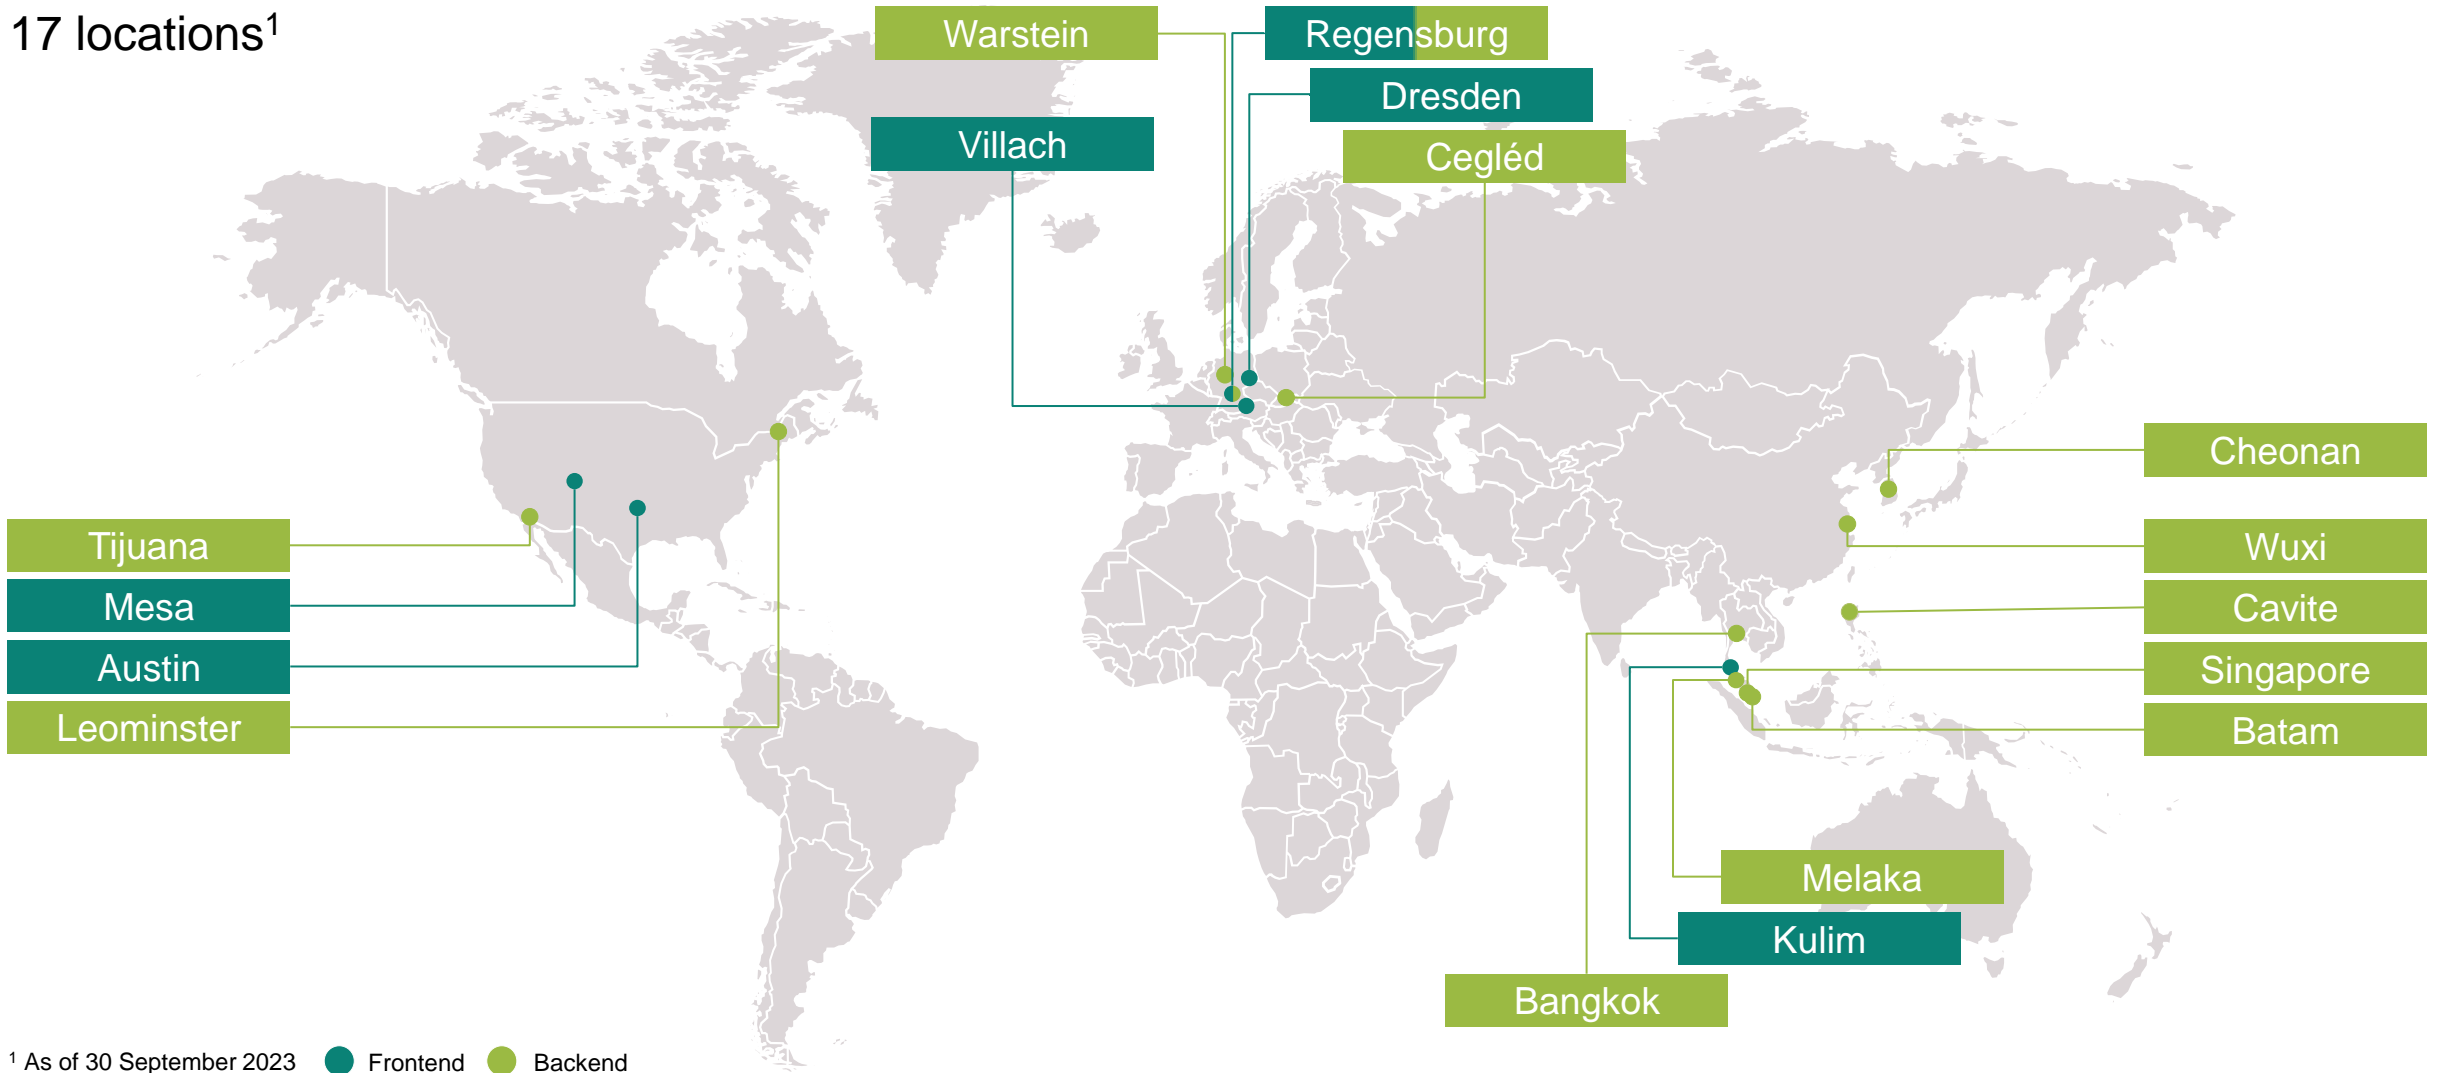 17 locations¹
Warstein
Regensburg
Dresden
Villach
Cegléd
Cheonan
Tijuana
Wuxi
Mesa
Cavite
Austin
Singapore
Leominster
Batam
Melaka
Kulim
Bangkok
¹ As of 30 September 2023 Frontend Backend